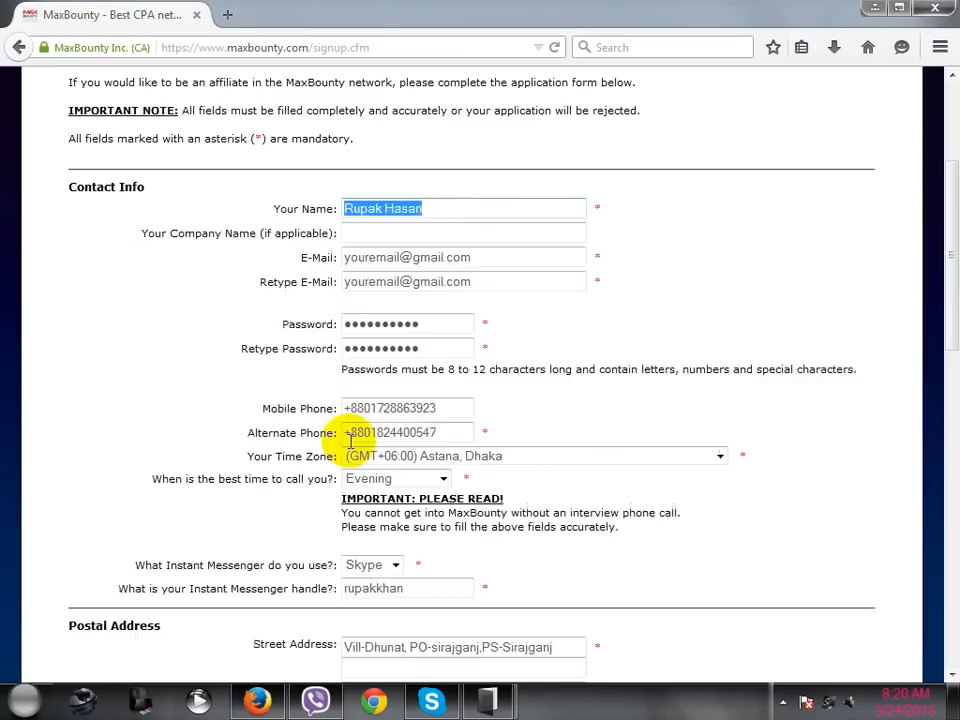 MaxBounty - Best CPA net...
MaxBounty Inc. (CA)
https://www.maxbounty.com/signup.cfm
Search
If you would like to be an affiliate in the MaxBounty network, please complete the application form below.
IMPORTANT NOTE: All fields must be filled completely and accurately or your application will be rejected.
All fields marked with an asterisk (*) are mandatory.
Contact Info
Your Name: Rupak Hasan *
Your Company Name (if applicable):
E-Mail: youremail@gmail.com *
Retype E-Mail: youremail@gmail.com *
Password: ●●●●●●●●●● *
Retype Password: ●●●●●●●●●● *
Passwords must be 8 to 12 characters long and contain letters, numbers and special characters.
Mobile Phone: +8801728863923
Alternate Phone: +8801824400547 *
Your Time Zone: (GMT+06:00) Astana, Dhaka *
When is the best time to call you?: Evening *
IMPORTANT: PLEASE READ!
You cannot get into MaxBounty without an interview phone call.
Please make sure to fill the above fields accurately.
What Instant Messenger do you use?: Skype *
What is your Instant Messenger handle?: rupakkhan *
Postal Address
Street Address: Vill-Dhunat, PO-sirajganj,PS-Sirajganj *
8:20 AM
3/24/2015